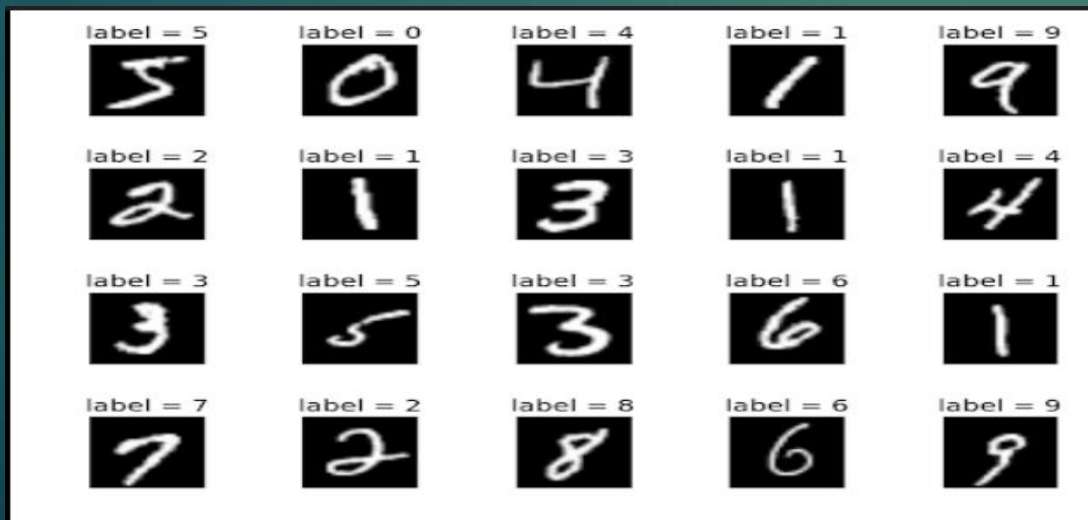 label = 5 label = 0 label = 4 label = 1 label = 9
5 0 4 1 9
label = 2 label = 1 label = 3 label = 1 label = 4
2 1 3 1 4
label = 3 label = 5 label = 3 label = 6 label = 1
3 5 3 6 1
label = 7 label = 2 label = 8 label = 6 label = 9
7 2 8 6 9